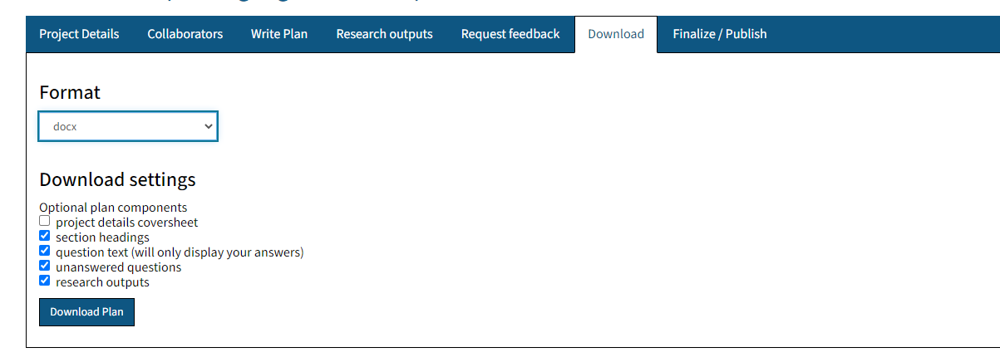 Project Details Collaborators Write Plan Research outputs Request feedback Download Finalize / Publish
Format
docx
Download settings
Optional plan components
project details coversheet
section headings
question text (will only display your answers)
unanswered questions
research outputs
Download Plan